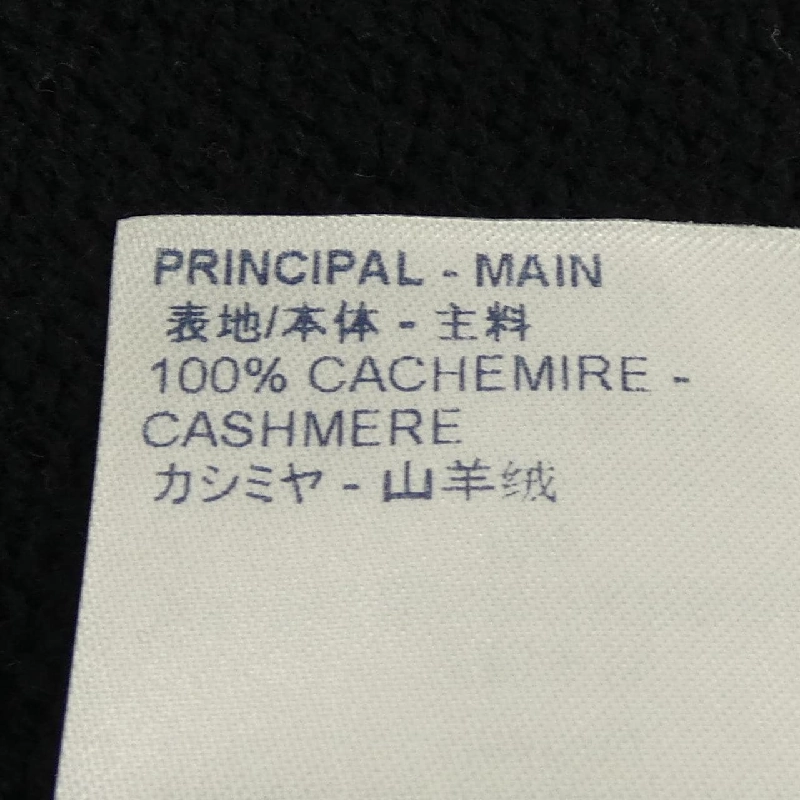 PRINCIPAL - MAIN
表地/本体 - 主料
100% CACHEMIRE -
CASHMERE
カシミヤ - 山羊绒